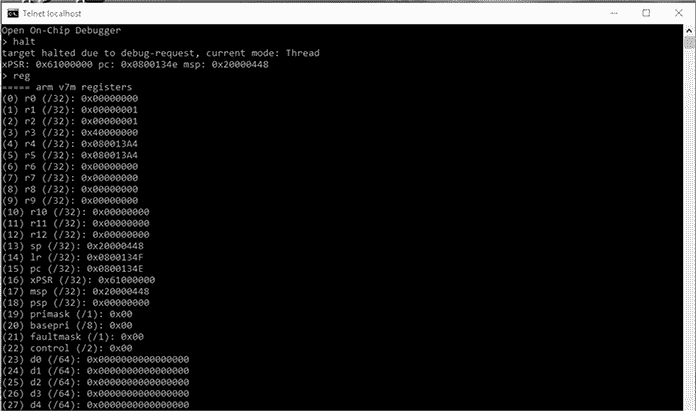 Telnet localhost
Open On-Chip Debugger
> halt
target halted due to debug-request, current mode: Thread
xPSR: 0x61000000 pc: 0x0800134e msp: 0x20000448
> reg
===== arm v7m registers
(0) r0 (/32): 0x00000000
(1) r1 (/32): 0x00000001
(2) r2 (/32): 0x00000001
(3) r3 (/32): 0x40000000
(4) r4 (/32): 0x080013A4
(5) r5 (/32): 0x080013A4
(6) r6 (/32): 0x00000000
(7) r7 (/32): 0x00000000
(8) r8 (/32): 0x00000000
(9) r9 (/32): 0x00000000
(10) r10 (/32): 0x00000000
(11) r11 (/32): 0x00000000
(12) r12 (/32): 0x00000000
(13) sp (/32): 0x20000448
(14) lr (/32): 0x0800134F
(15) pc (/32): 0x0800134E
(16) xPSR (/32): 0x61000000
(17) msp (/32): 0x20000448
(18) psp (/32): 0x00000000
(19) primask (/1): 0x00
(20) basepri (/8): 0x00
(21) faultmask (/1): 0x00
(22) control (/2): 0x00
(23) d0 (/64): 0x0000000000000000
(24) d1 (/64): 0x0000000000000000
(25) d2 (/64): 0x0000000000000000
(26) d3 (/64): 0x0000000000000000
(27) d4 (/64): 0x0000000000000000